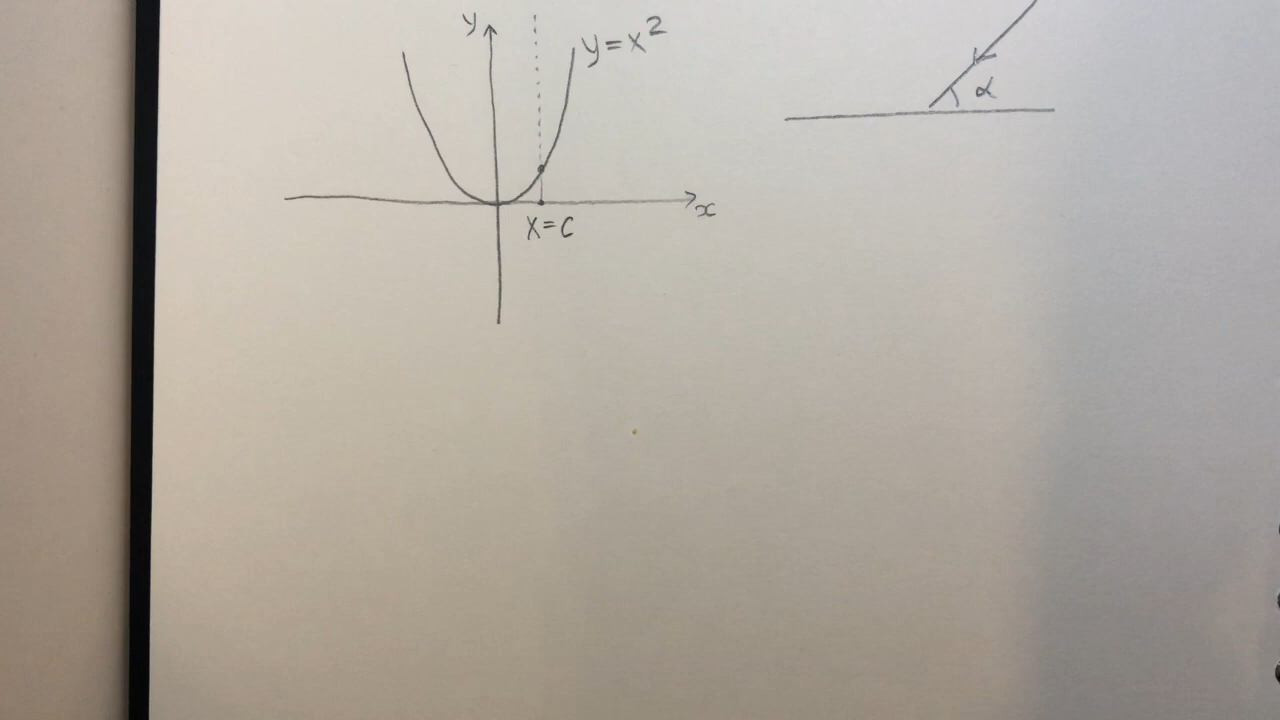 y
y=x²
α
x
x=c